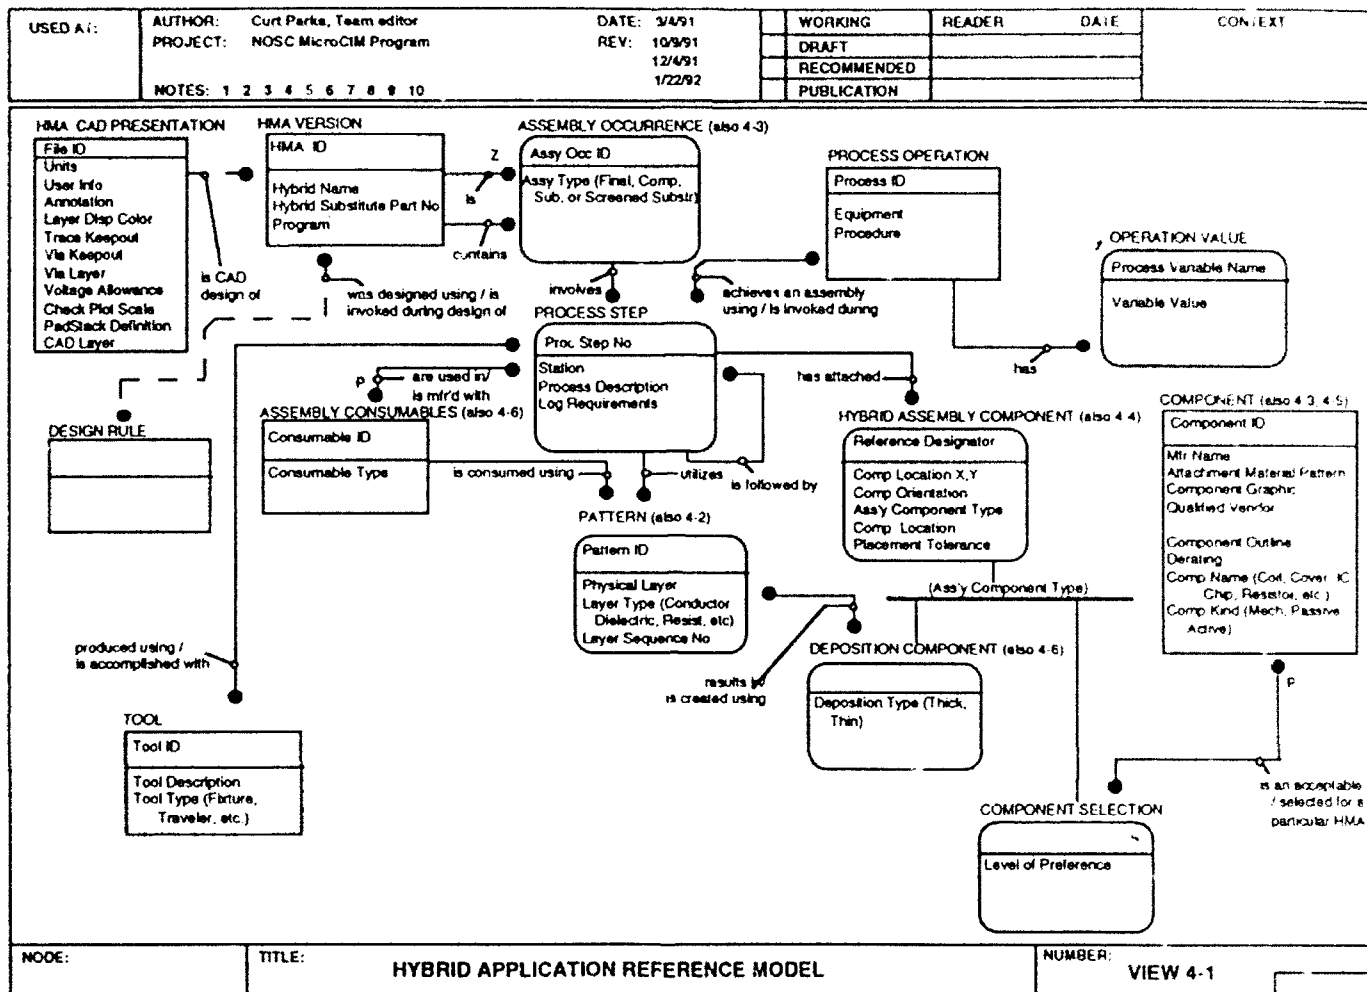 USED AT:
AUTHOR: Curt Parks, Team editor
PROJECT: NOSC MicroCIM Program
NOTES: 1 2 3 4 5 6 7 8 9 10
DATE: 3/4/91
REV: 10/9/91
12/4/91
1/22/92
WORKING
DRAFT
RECOMMENDED
PUBLICATION
READER DATE
CONTEXT
HMA CAD PRESENTATION
File ID
Units
User Info
Annotation
Layer Disp Color
Trace Keepout
Via Keepout
Via Layer
Voltage Allowance
Check Plot Scale
PadStack Definition
CAD Layer
is CAD
design of
HMA VERSION
HMA ID
Hybrid Name
Hybrid Substitute Part No
Program
Z
is
contains
ASSEMBLY OCCURRENCE (also 4-3)
Assy Occ ID
Assy Type (Final, Comp,
Sub, or Screened Substr)
PROCESS OPERATION
Process ID
Equipment
Procedure
OPERATION VALUE
Process Variable Name
Variable Value
has
was designed using / is
invoked during design of
involves
achieves an assembly
using / is invoked during
PROCESS STEP
Proc Step No
Station
Process Description
Log Requirements
P
are used in/
is mfr'd with
has attached
ASSEMBLY CONSUMABLES (also 4-6)
Consumable ID
Consumable Type
is consumed using
utilizes
is followed by
DESIGN RULE
HYBRID ASSEMBLY COMPONENT (also 4-4)
Reference Designator
Comp Location X,Y
Comp Orientation
Ass'y Component Type
Comp. Location
Placement Tolerance
(Ass'y Component Type)
COMPONENT (also 4-3, 4-5)
Component ID
Mfr Name
Attachment Material Pattern
Component Graphic
Qualified Vendor
Component Outline
Derating
Comp Name (Coil, Cover, IC
Chip, Resistor, etc.)
Comp Kind (Mech, Passive
Active)
P
is an acceptable
/ selected for a
particular HMA
PATTERN (also 4-2)
Pattern ID
Physical Layer
Layer Type (Conductor
Dielectric, Resist, etc)
Layer Sequence No
results in/
is created using
DEPOSITION COMPONENT (also 4-6)
Deposition Type (Thick,
Thin)
produced using /
is accomplished with
TOOL
Tool ID
Tool Description
Tool Type (Fixture,
Traveler, etc.)
COMPONENT SELECTION
Level of Preference
NODE:
TITLE: HYBRID APPLICATION REFERENCE MODEL
NUMBER: VIEW 4-1